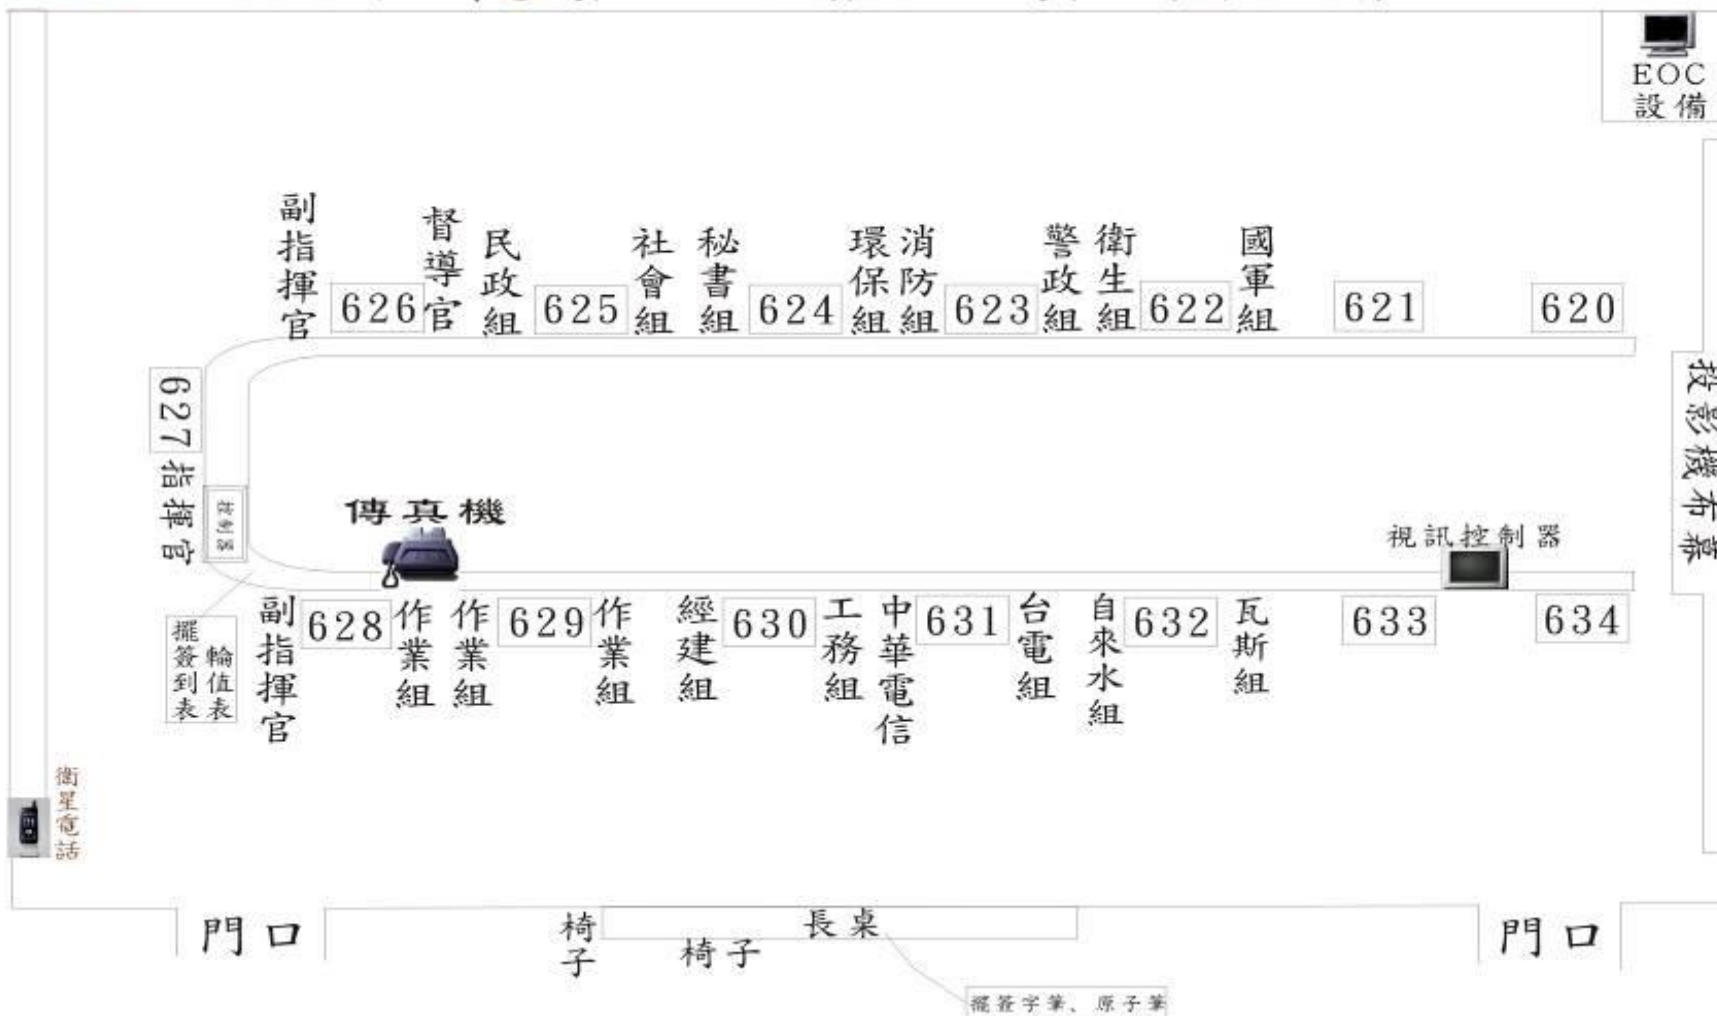 EOC
設備
副指揮官
626
督導官
民政組
625
社會組
秘書組
624
環保組
消防組
623
警政組
衛生組
622
國軍組
621
620
627
指揮官
控制器
傳真機
視訊控制器
投影機布幕
擺簽到表
輪值表
副指揮官
628
作業組
作業組
629
作業組
經建組
630
工務組
中華電信
631
台電組
自來水組
632
瓦斯組
633
634
衛星電話
門口
椅子
長桌
椅子
門口
擺簽字筆、原子筆